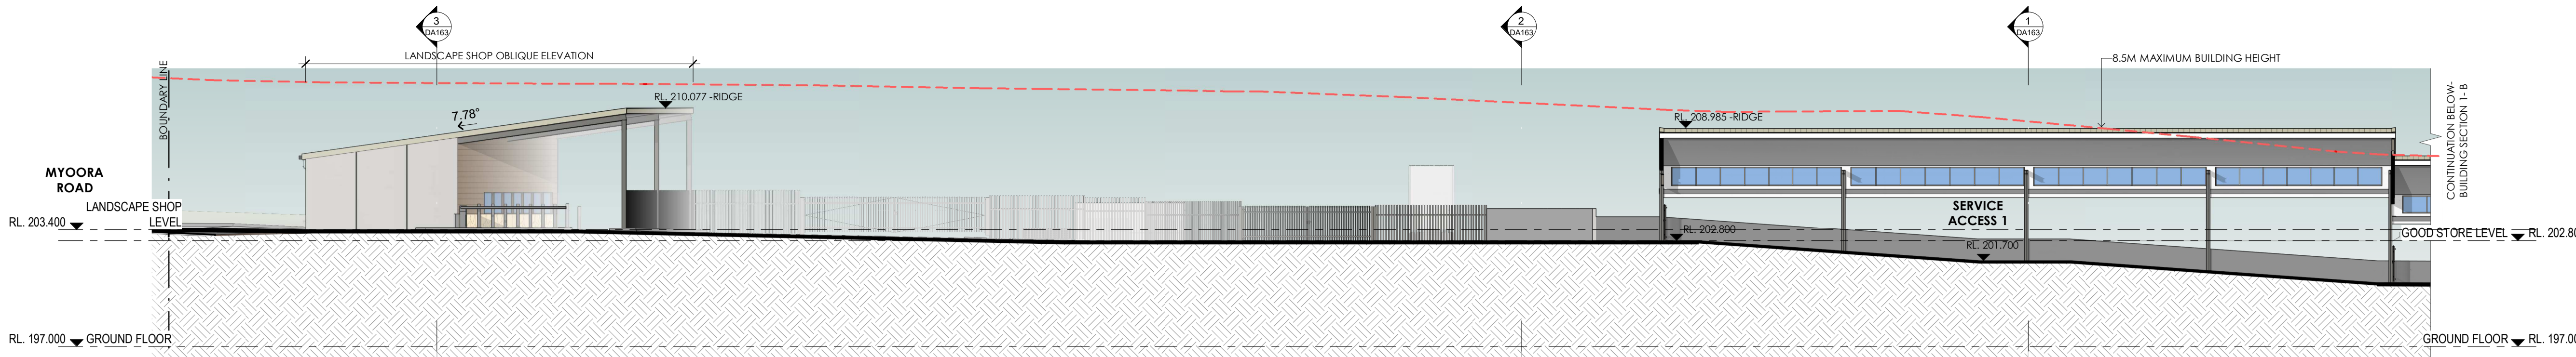 3
DA163
2
DA163
1
DA163
LANDSCAPE SHOP OBLIQUE ELEVATION
8.5M MAXIMUM BUILDING HEIGHT
BOUNDARY LINE
RL. 210.077 -RIDGE
7.78°
RL. 208.985 -RIDGE
CONTINUATION BELOW-
BUILDING SECTION 1- B
MYOORA
ROAD
LANDSCAPE SHOP
LEVEL
RL. 203.400
SERVICE
ACCESS 1
RL. 202.800
RL. 201.700
GOOD STORE LEVEL
RL. 202.80
RL. 197.000
GROUND FLOOR
GROUND FLOOR
RL. 197.00